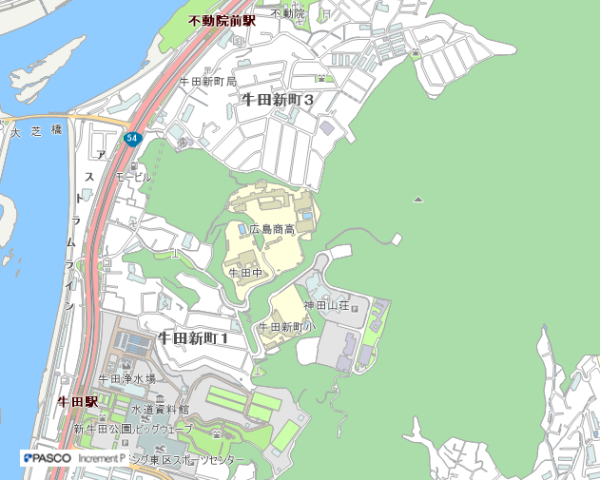 不動院前駅
不動院
牛田新町局
牛田新町3
大芝橋
54
モービル
アストラムライン
広島商高
牛田中
1
神田山荘
牛田新町小
牛田新町1
牛田浄水場
牛田駅
水道資料館
新牛田公園
ビッグウェーブ
ング東区スポーツセンター
PASCO Increment P